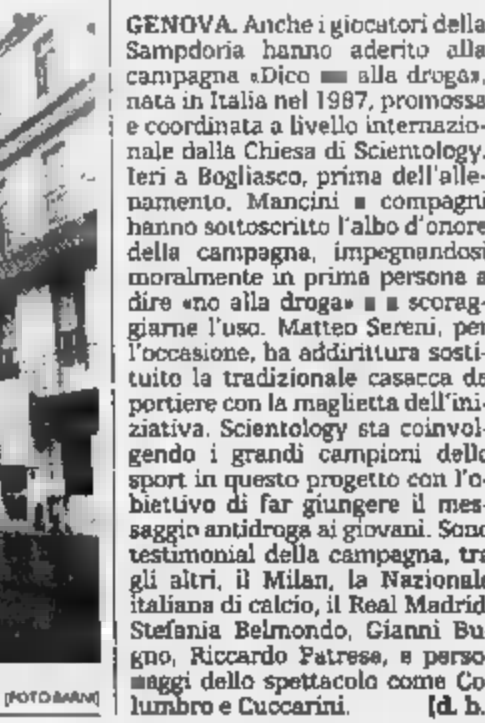 GENOVA. Anche i giocatori della
Sampdoria hanno aderito alla
campagna «Dico alla droga»,
nata in Italia nel 1987, promossa
e coordinata a livello internazio-
nale dalla Chiesa di Scientology.
Ieri a Bogliasco, prima dell'alle-
namento, Mancini compagni
hanno sottoscritto l'albo d'onore
della campagna, impegnandosi
moralmente in prima persona a
dire «no alla droga» scorag-
giarne l'uso. Matteo Sereni, per
l'occasione, ha addirittura sosti-
tuito la tradizionale casacca da
portiere con la maglietta dell'ini-
ziativa. Scientology sta coinvol-
gendo i grandi campioni dello
sport in questo progetto con l'o-
biettivo di far giungere il mes-
saggio antidroga ai giovani. Sono
testimonial della campagna, tra
gli altri, il Milan, la Nazionale
italiana di calcio, il Real Madrid
Stefania Belmondo, Gianni Bu
gno, Riccardo Patrese, e perso
naggi dello spettacolo come Co
lumbro e Cuccarini. [d. b.
[FOTO